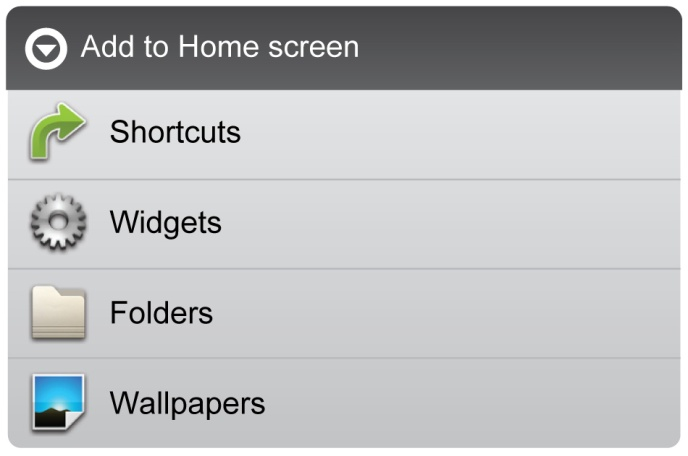 Add to Home screen
Shortcuts
Widgets
Folders
Wallpapers